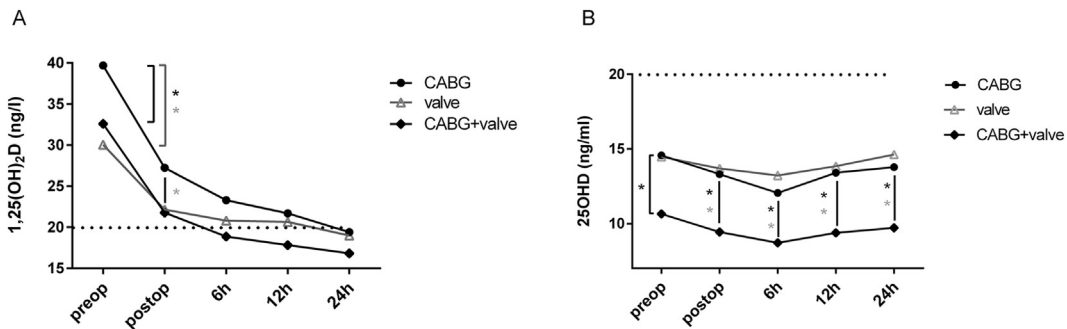 A
1,25(OH)₂D (ng/l)
40
35
30
25
20
15
preop
postop
6h
12h
24h
*
*
*
CABG
valve
CABG+valve
B
25OHD (ng/ml)
20
15
10
preop
postop
6h
12h
24h
*
*
*
*
*
*
*
*
*
CABG
valve
CABG+valve